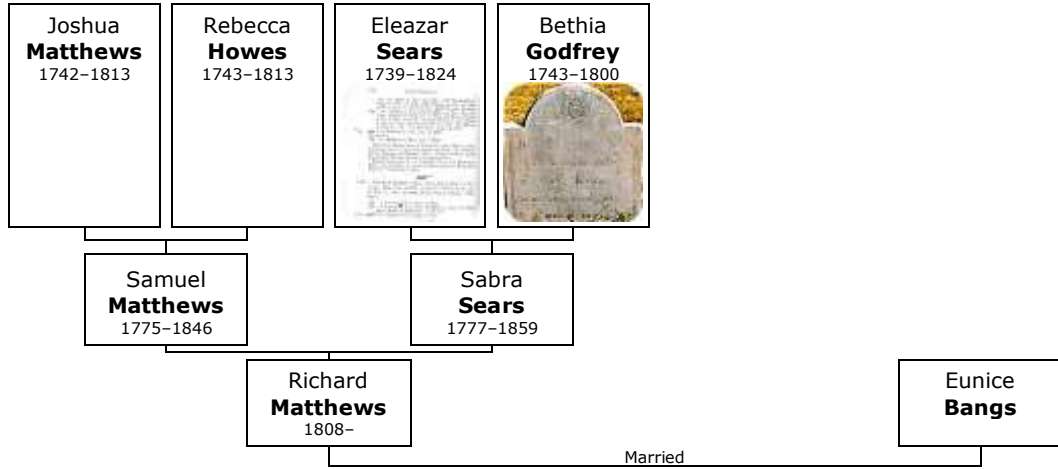 Joshua
Matthews
1742–1813
Rebecca
Howes
1743–1813
Eleazar
Sears
1739–1824
Bethia
Godfrey
1743–1800
Samuel
Matthews
1775–1846
Sabra
Sears
1777–1859
Richard
Matthews
1808–
Eunice
Bangs
Married